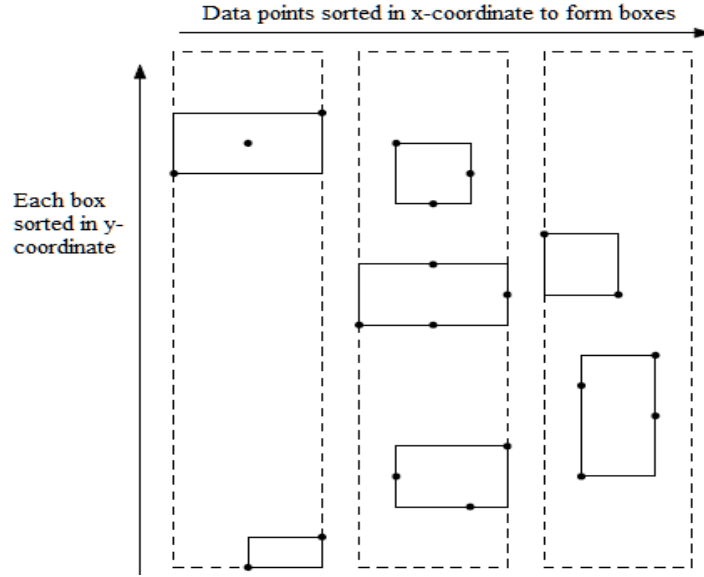 Data points sorted in x-coordinate to form boxes
Each box
sorted in y-
coordinate